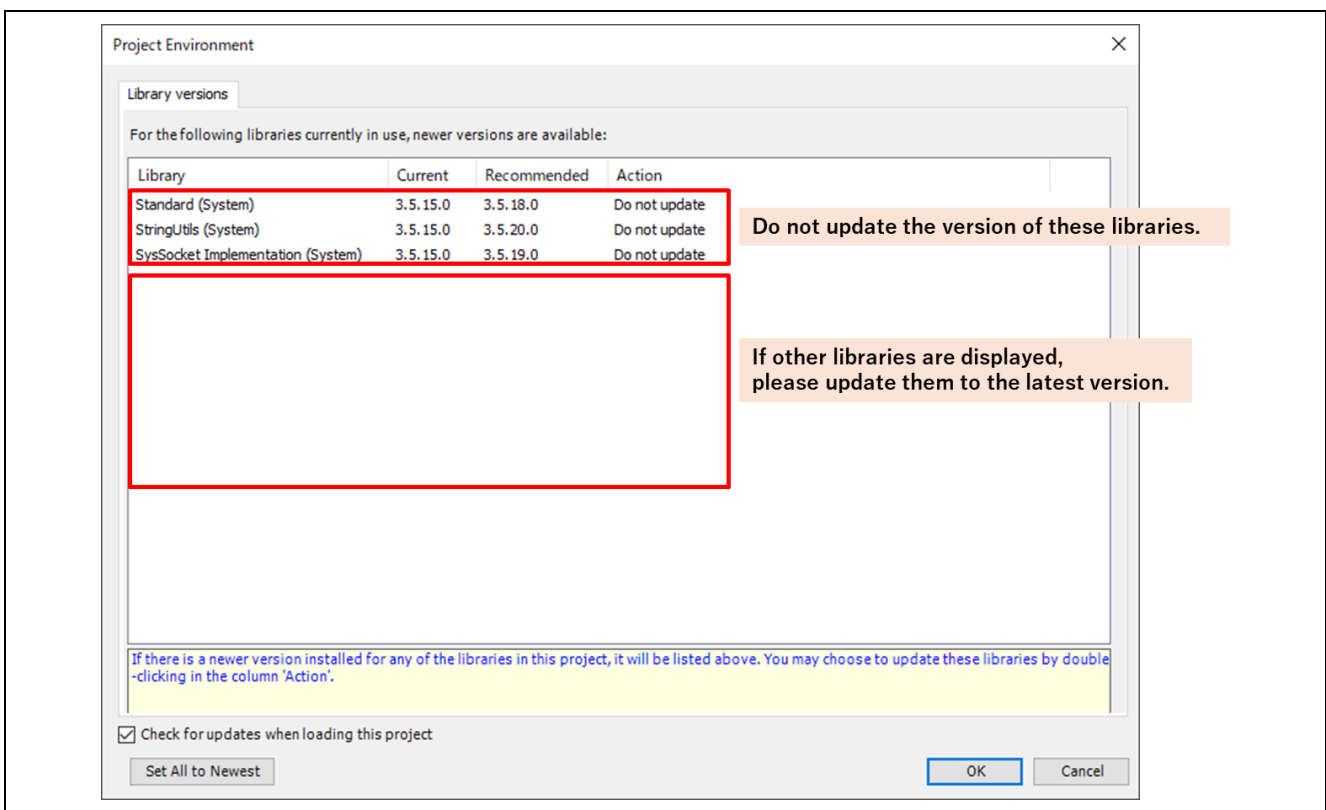 Project Environment
Library versions
For the following libraries currently in use, newer versions are available:
Library Current Recommended Action
Standard (System) 3.5.15.0 3.5.18.0 Do not update
StringUtils (System) 3.5.15.0 3.5.20.0 Do not update
SysSocket Implementation (System) 3.5.15.0 3.5.19.0 Do not update
Do not update the version of these libraries.
If other libraries are displayed,
please update them to the latest version.
If there is a newer version installed for any of the libraries in this project, it will be listed above. You may choose to update these libraries by double
-clicking in the column 'Action'.
Check for updates when loading this project
Set All to Newest OK Cancel